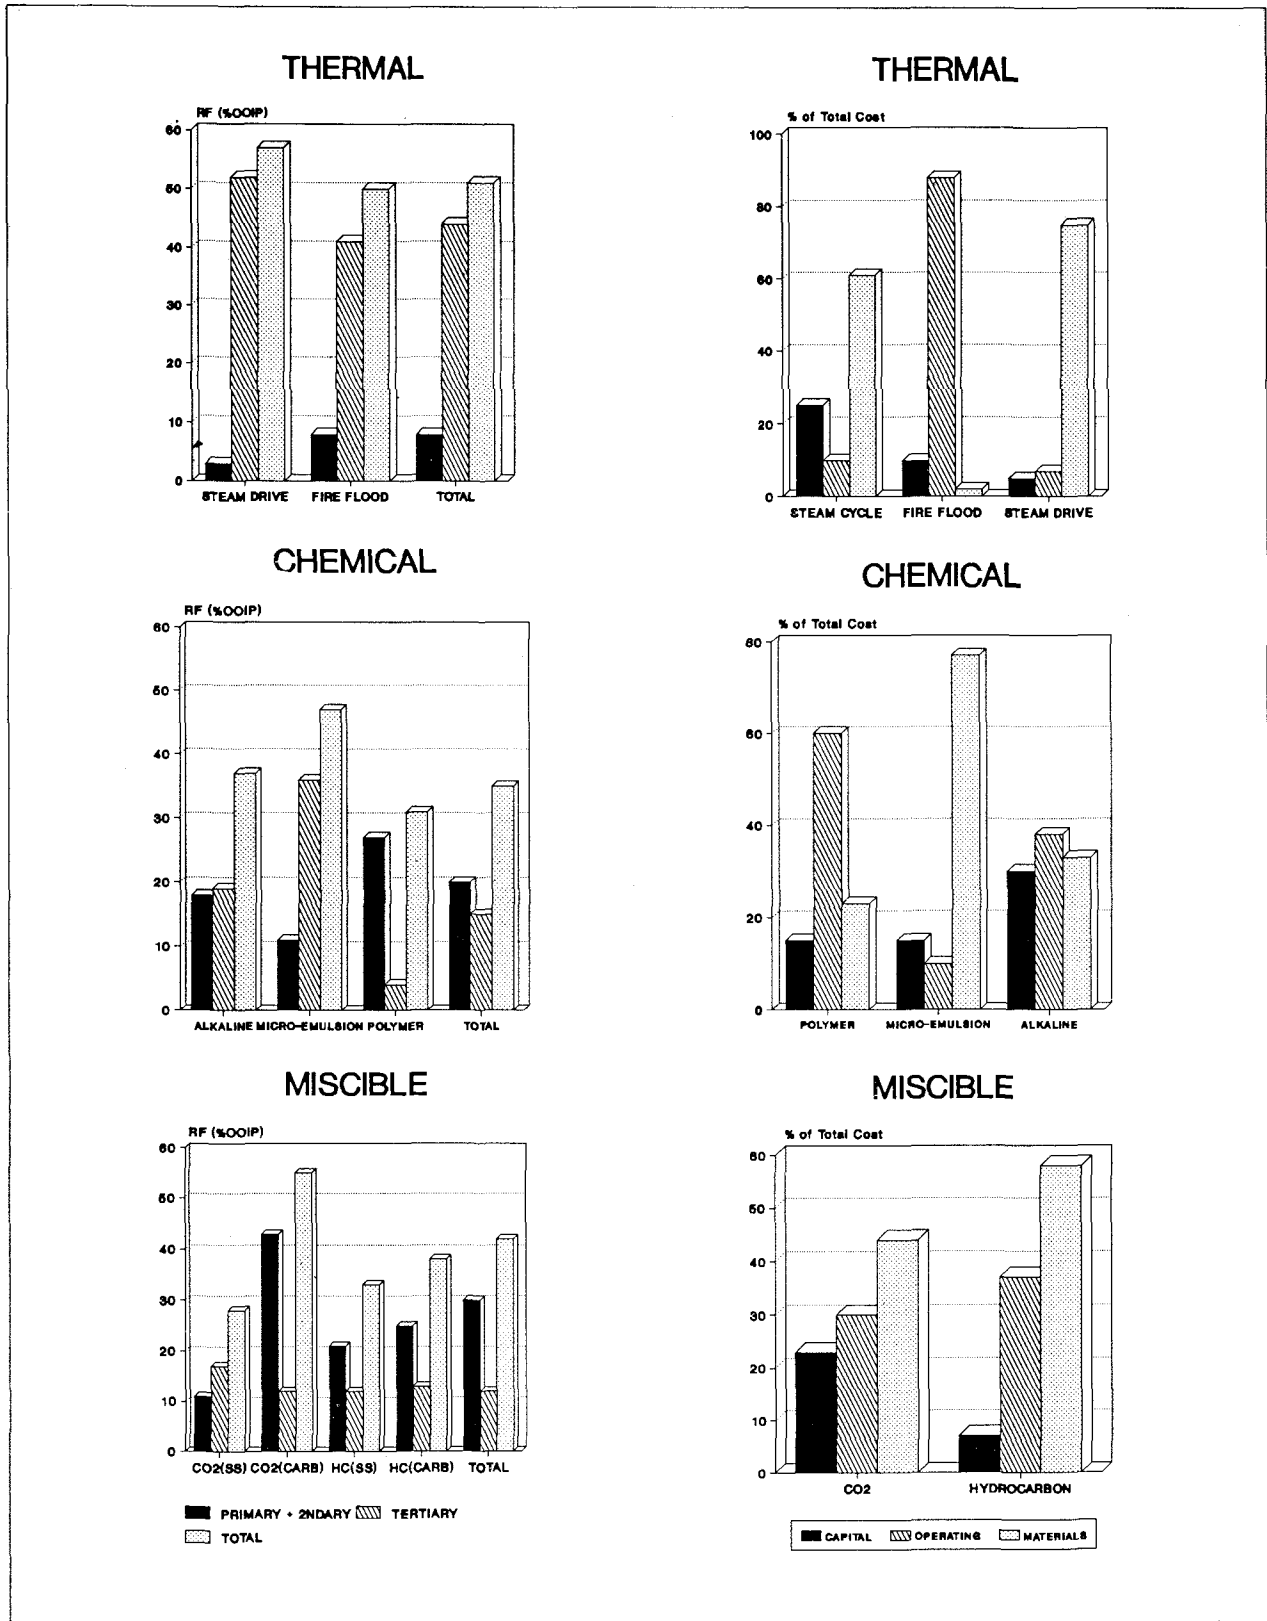 THERMAL
RF (%OOIP)
60
50
40
30
20
10
0
STEAM DRIVE FIRE FLOOD TOTAL
THERMAL
% of Total Cost
100
80
60
40
20
0
STEAM CYCLE FIRE FLOOD STEAM DRIVE
CHEMICAL
RF (%OOIP)
60
50
40
30
20
10
0
ALKALINE MICRO-EMULSION POLYMER TOTAL
CHEMICAL
% of Total Cost
80
60
40
20
0
POLYMER MICRO-EMULSION ALKALINE
MISCIBLE
RF (%OOIP)
60
50
40
30
20
10
0
CO2(SS) CO2(CARB) HC(SS) HC(CARB) TOTAL
PRIMARY + 2NDARY TERTIARY
TOTAL
MISCIBLE
% of Total Cost
60
50
40
30
20
10
0
CO2 HYDROCARBON
CAPITAL OPERATING MATERIALS